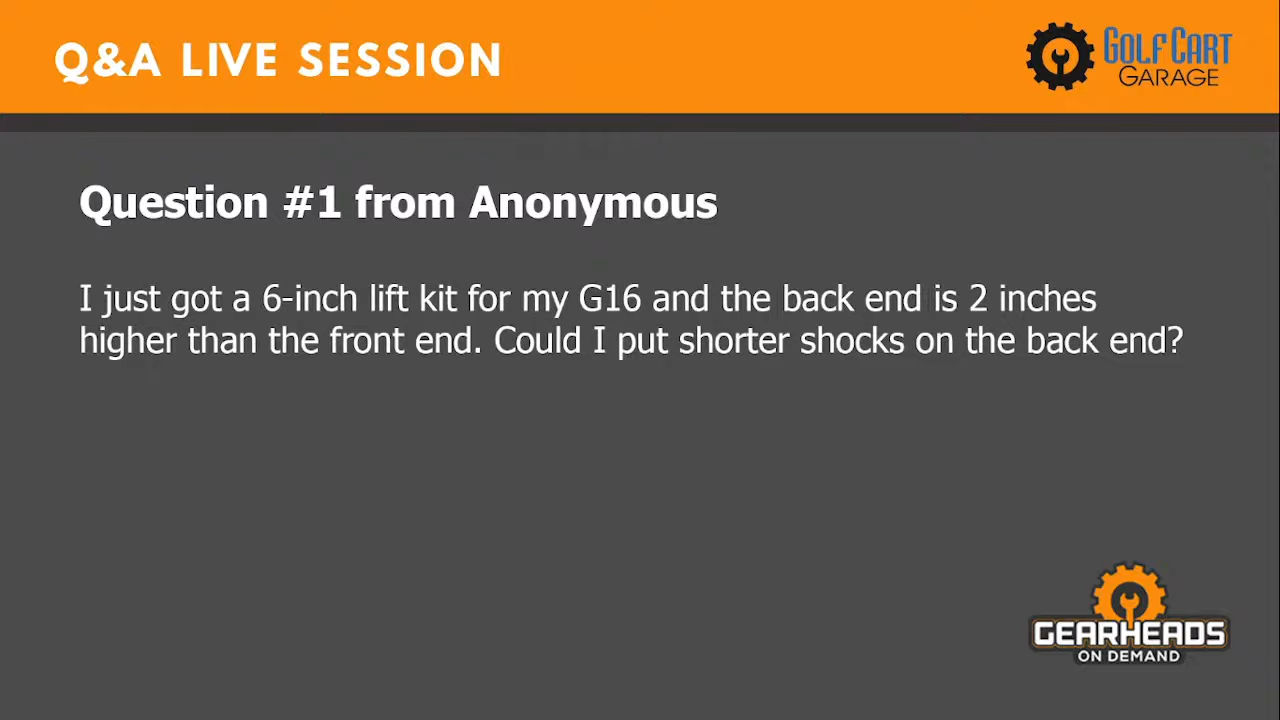 Q&A LIVE SESSION
GOLF CART
GARAGE
Question #1 from Anonymous
I just got a 6-inch lift kit for my G16 and the back end is 2 inches
higher than the front end. Could I put shorter shocks on the back end?
GEARHEADS
ON DEMAND